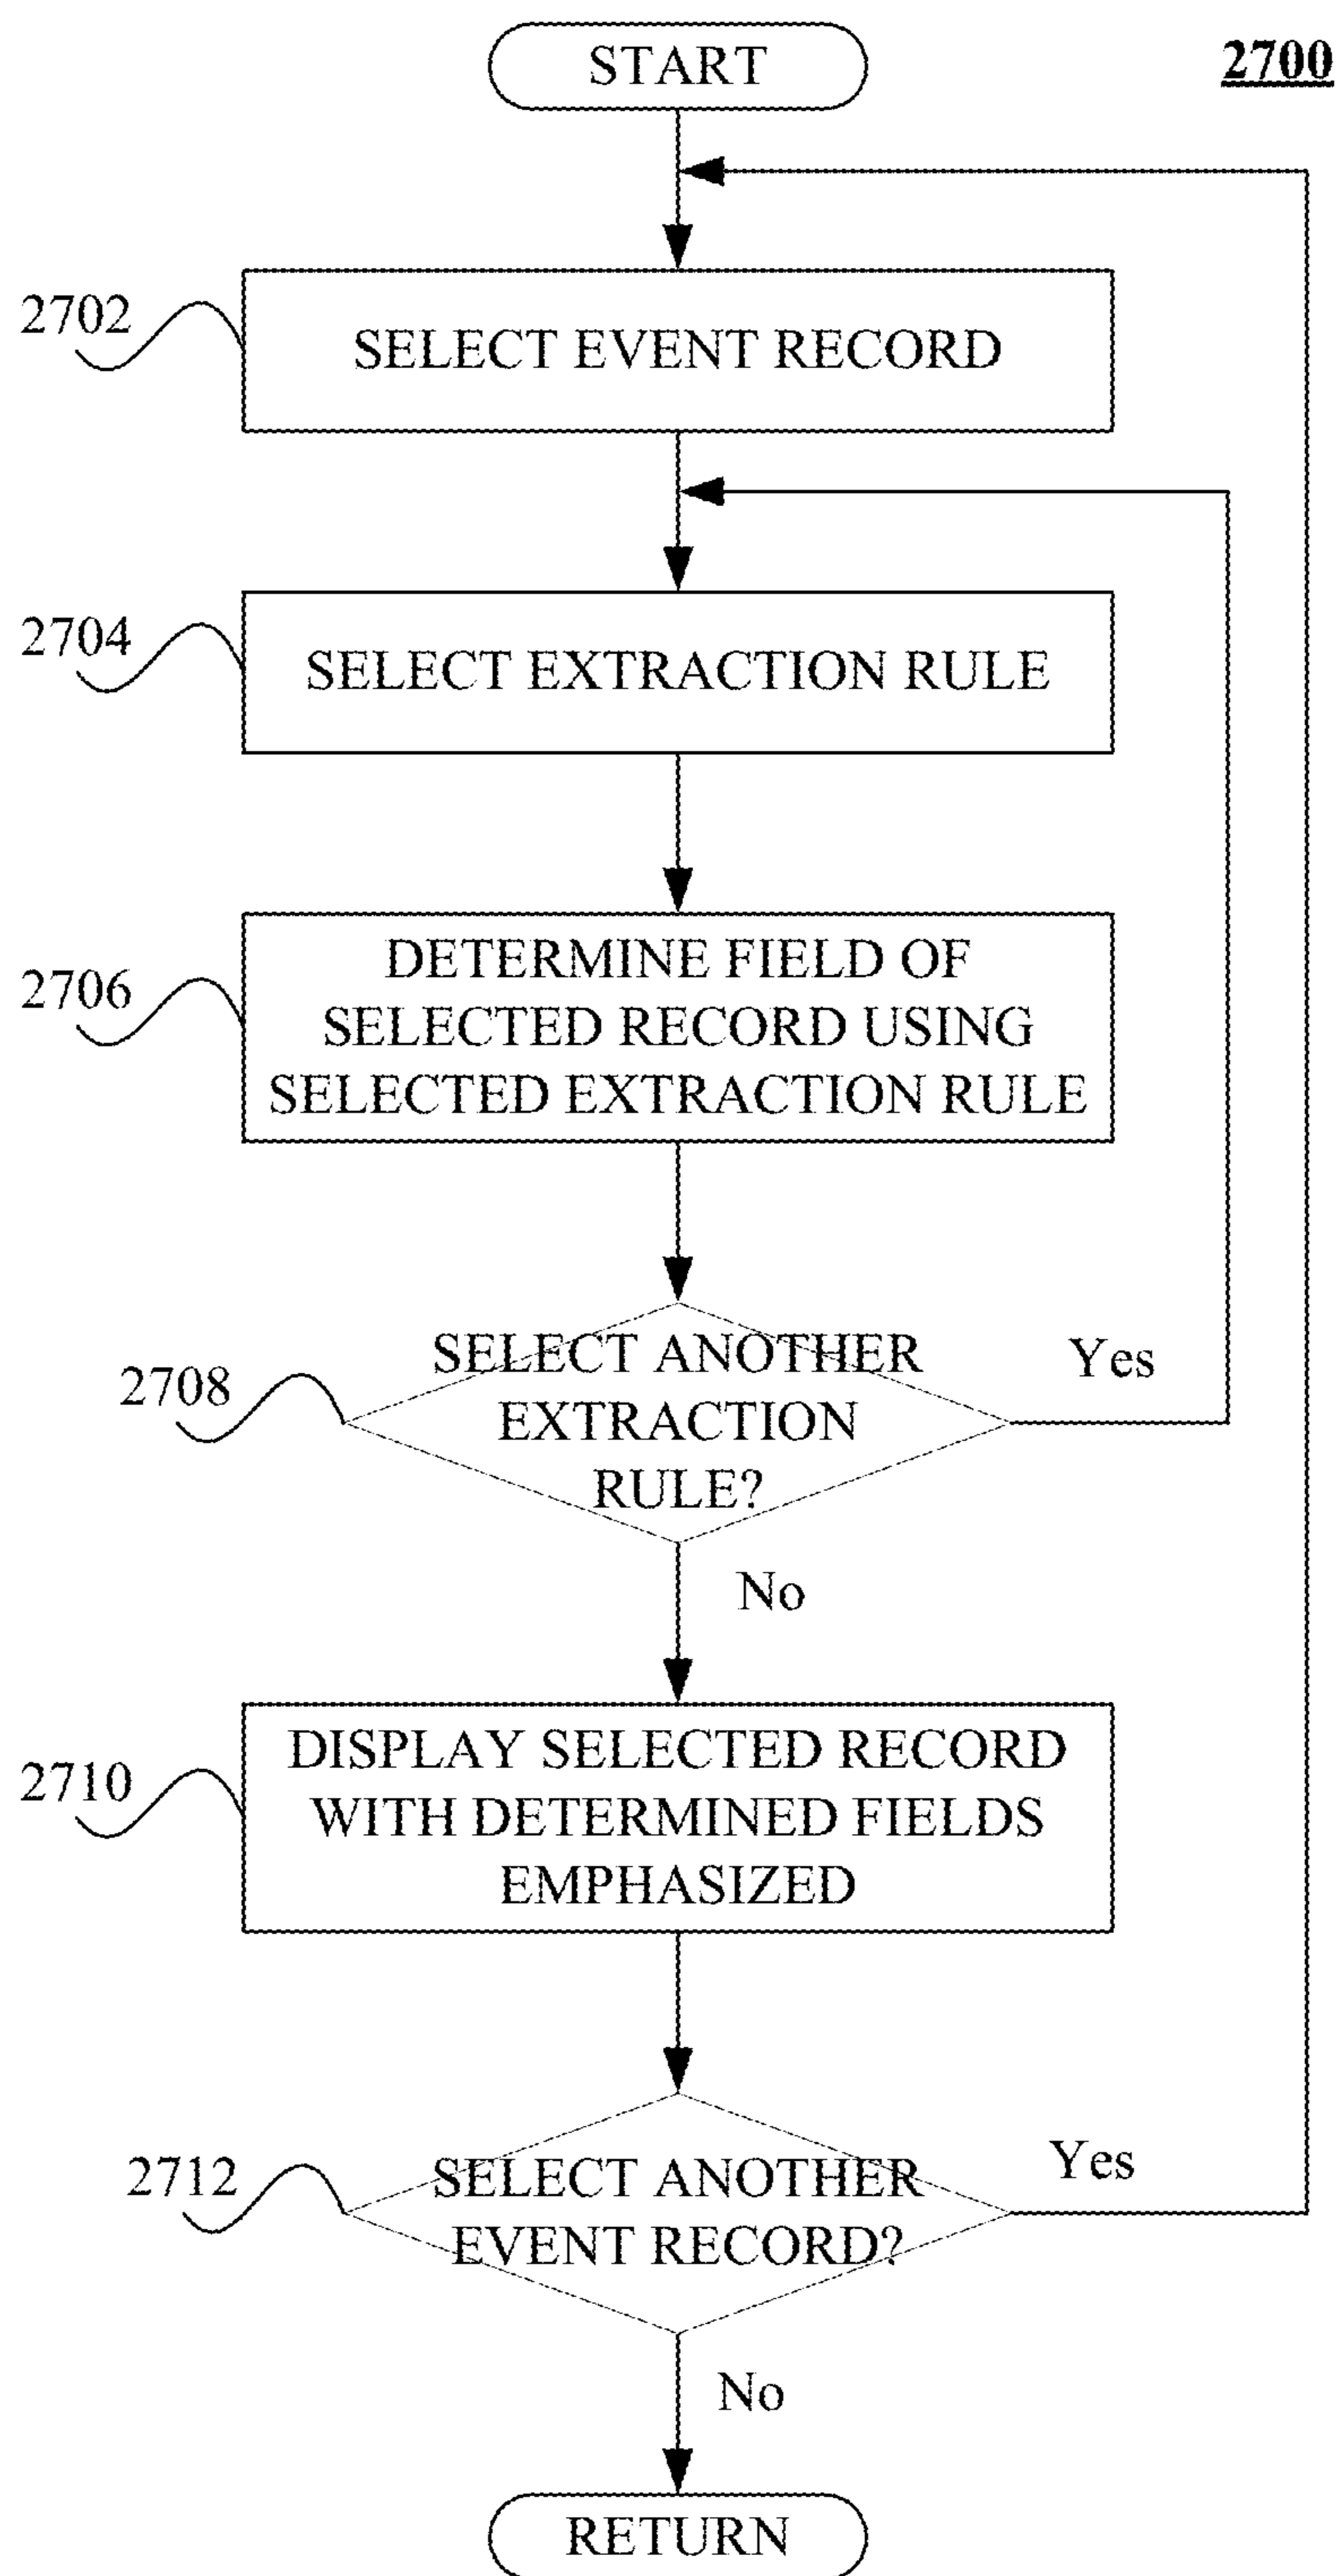 START
2700
2702
SELECT EVENT RECORD
2704
SELECT EXTRACTION RULE
2706
DETERMINE FIELD OF
SELECTED RECORD USING
SELECTED EXTRACTION RULE
2708
SELECT ANOTHER
EXTRACTION
RULE?
Yes
No
2710
DISPLAY SELECTED RECORD
WITH DETERMINED FIELDS
EMPHASIZED
2712
SELECT ANOTHER
EVENT RECORD?
Yes
No
RETURN